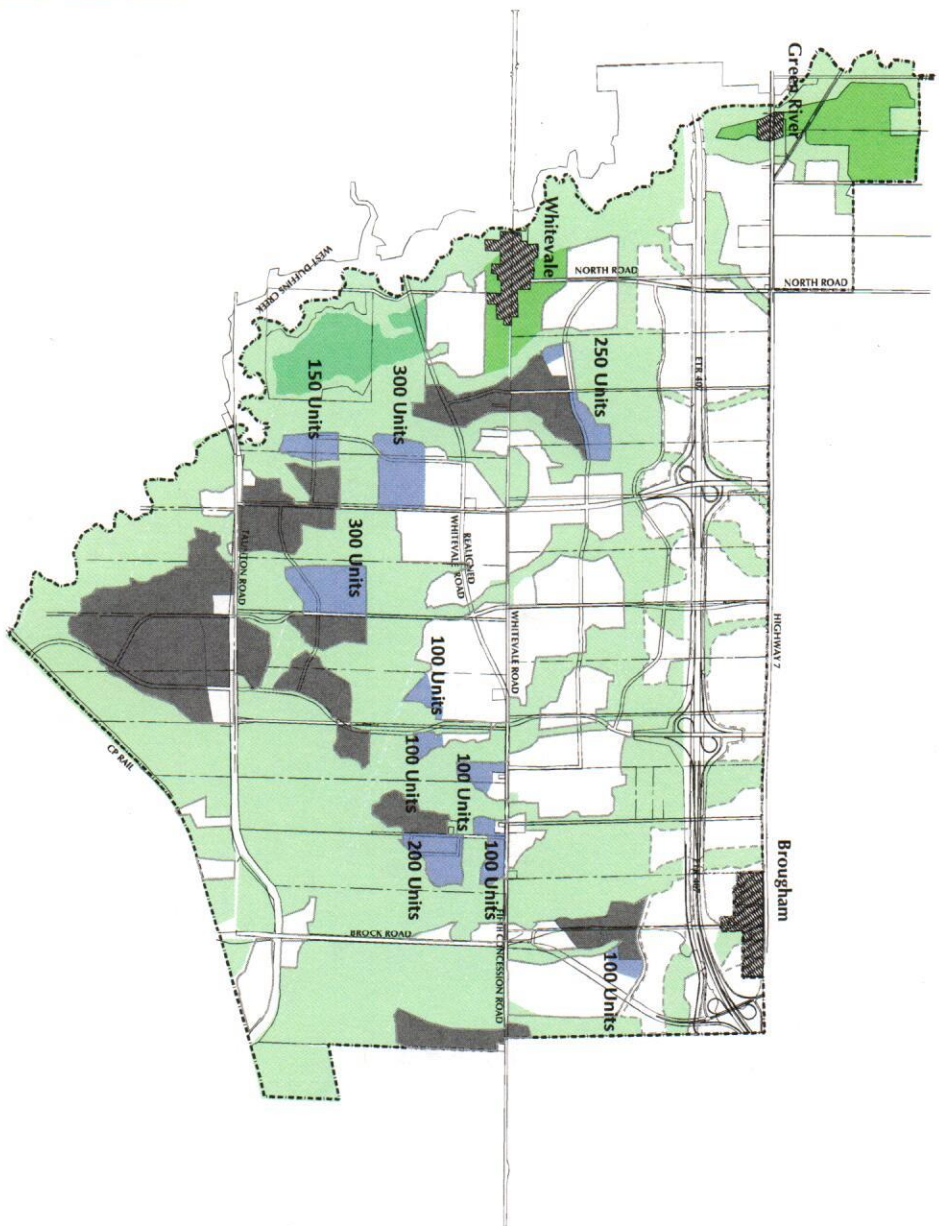 Green River
Whitevale
NORTH ROAD
NORTH ROAD
WEST DUFFINS CREEK
250 Units
300 Units
150 Units
300 Units
REALIGNED
WHITEVALE ROAD
TAUNTON ROAD
WHITEVALE ROAD
HIGHWAY 7
100 Units
100 Units
100 Units
CP RAIL
200 Units
100 Units
Brougham
BROCK ROAD
FIFTH CONCESSION ROAD
100 Units